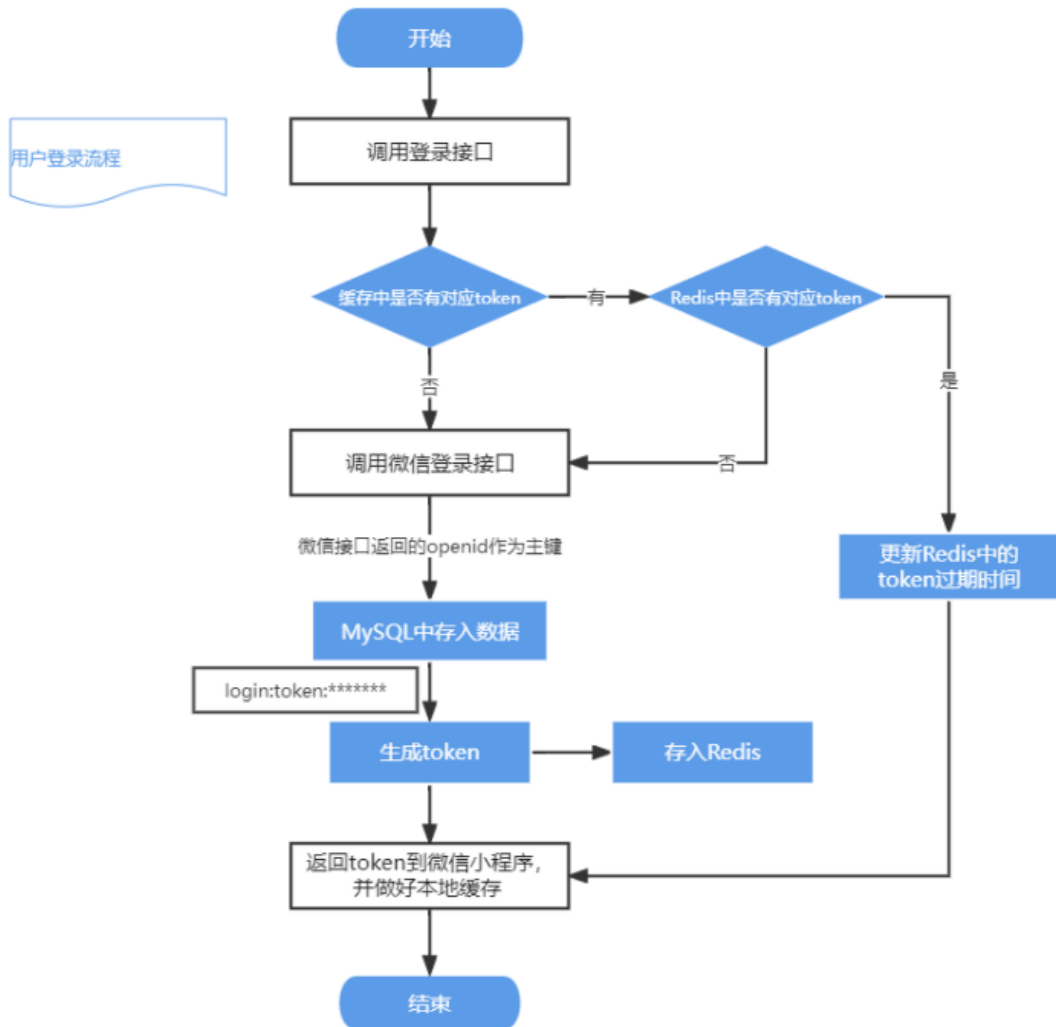 开始
用户登录流程
调用登录接口
缓存中是否有对应token
有
Redis中是否有对应token
否
是
调用微信登录接口
否
微信接口返回的openid作为主键
更新Redis中的
token过期时间
MySQL中存入数据
login:token:*******
生成token
存入Redis
返回token到微信小程序，
并做好本地缓存
结束